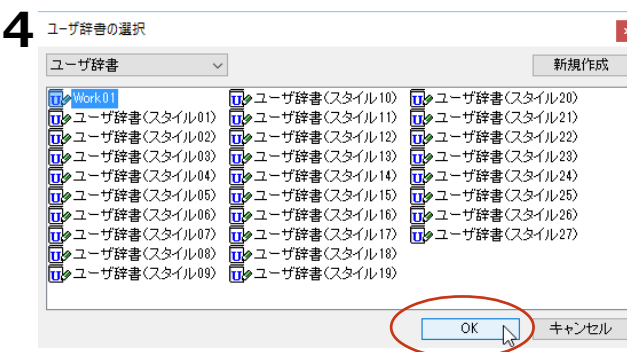 4
ユーザ辞書の選択
ユーザ辞書
新規作成
Work01
ユーザ辞書(スタイル01)
ユーザ辞書(スタイル02)
ユーザ辞書(スタイル03)
ユーザ辞書(スタイル04)
ユーザ辞書(スタイル05)
ユーザ辞書(スタイル06)
ユーザ辞書(スタイル07)
ユーザ辞書(スタイル08)
ユーザ辞書(スタイル09)
ユーザ辞書(スタイル10)
ユーザ辞書(スタイル11)
ユーザ辞書(スタイル12)
ユーザ辞書(スタイル13)
ユーザ辞書(スタイル14)
ユーザ辞書(スタイル15)
ユーザ辞書(スタイル16)
ユーザ辞書(スタイル17)
ユーザ辞書(スタイル18)
ユーザ辞書(スタイル19)
ユーザ辞書(スタイル20)
ユーザ辞書(スタイル21)
ユーザ辞書(スタイル22)
ユーザ辞書(スタイル23)
ユーザ辞書(スタイル24)
ユーザ辞書(スタイル25)
ユーザ辞書(スタイル26)
ユーザ辞書(スタイル27)
OK
キャンセル